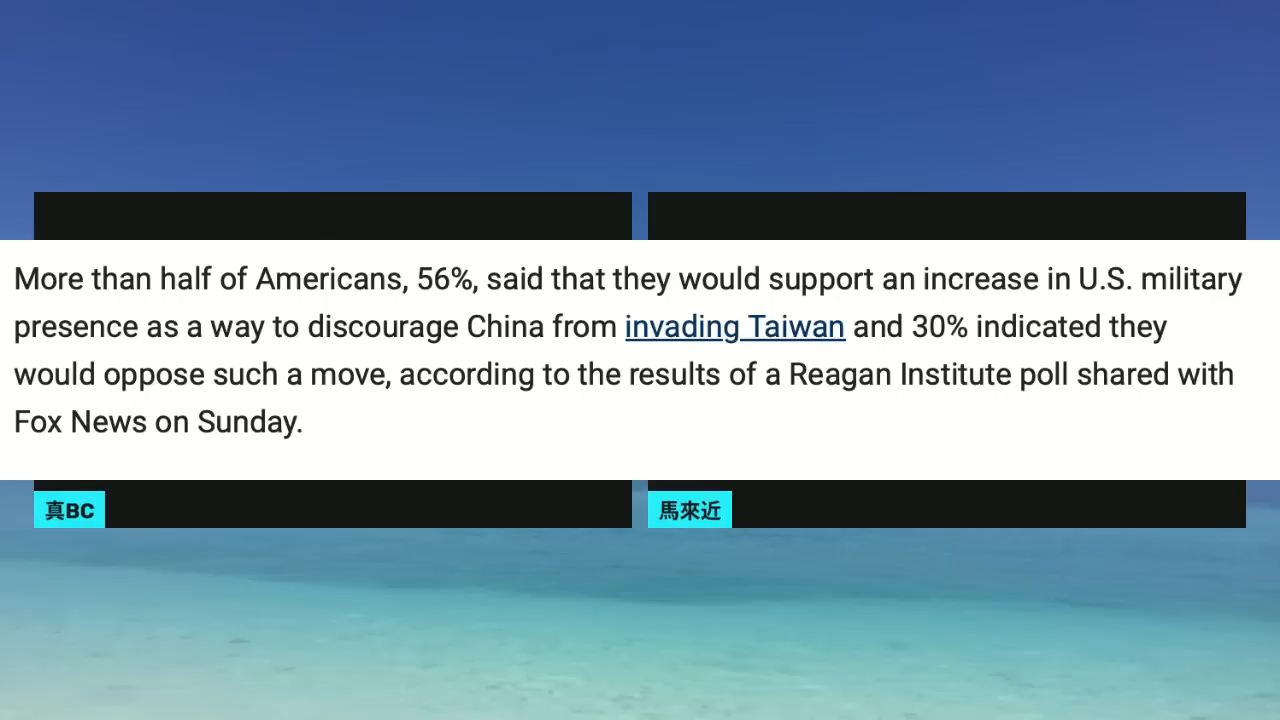 More than half of Americans, 56%, said that they would support an increase in U.S. military
presence as a way to discourage China from invading Taiwan and 30% indicated they
would oppose such a move, according to the results of a Reagan Institute poll shared with
Fox News on Sunday.
真BC
馬來近